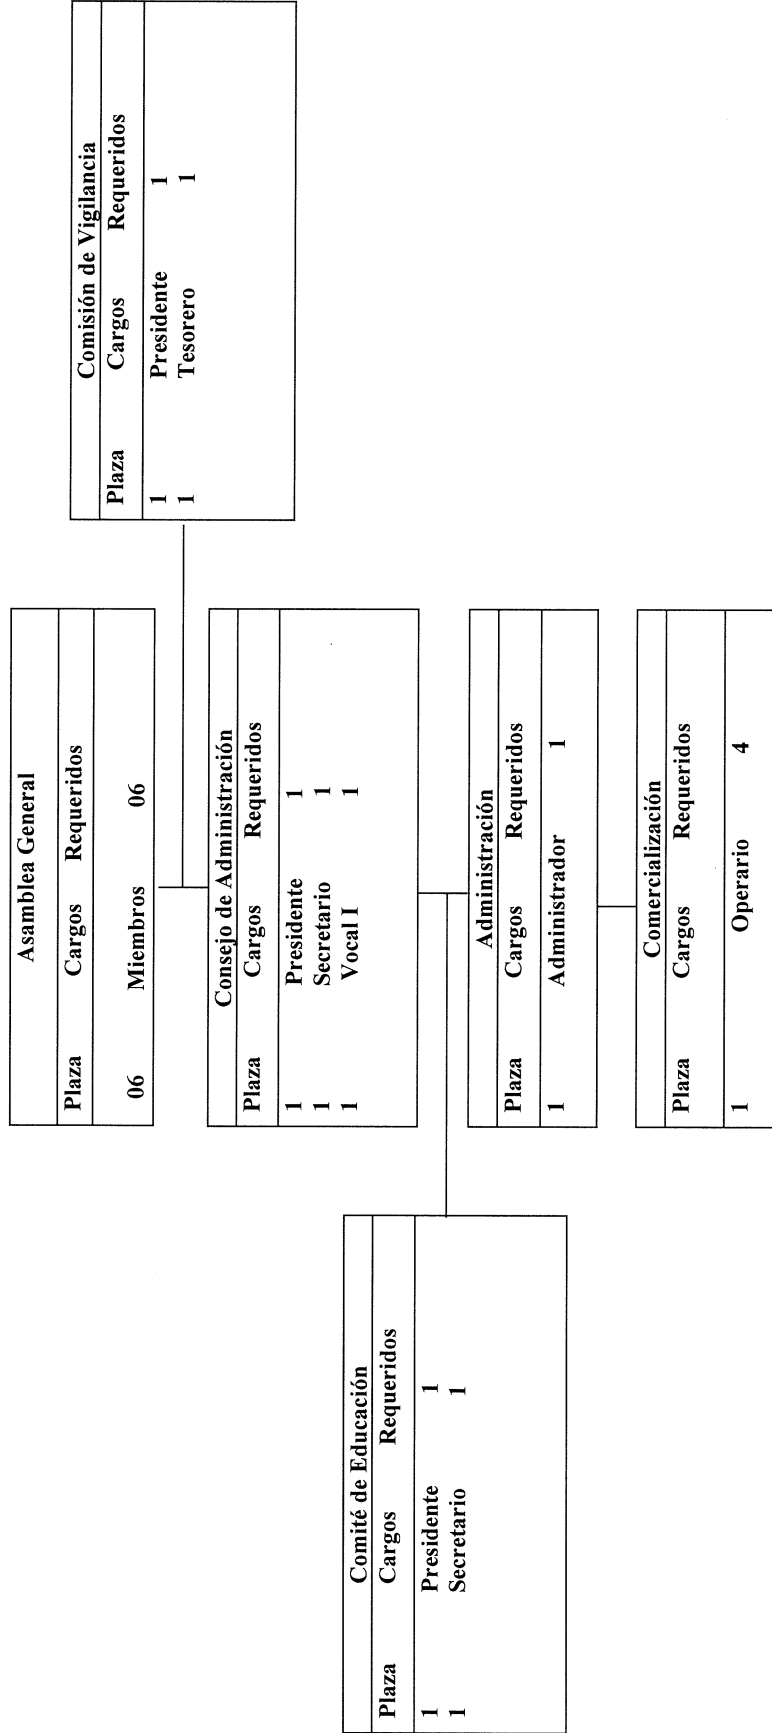 Asamblea General
Plaza Cargos Requeridos
06 Miembros 06
Comisión de Vigilancia
Plaza Cargos Requeridos
1 Presidente 1
1 Tesorero 1
Consejo de Administración
Plaza Cargos Requeridos
1 Presidente 1
1 Secretario 1
1 Vocal I 1
Comité de Educación
Plaza Cargos Requeridos
1 Presidente 1
1 Secretario 1
Administración
Plaza Cargos Requeridos
1 Administrador 1
Comercialización
Plaza Cargos Requeridos
1 Operario 4